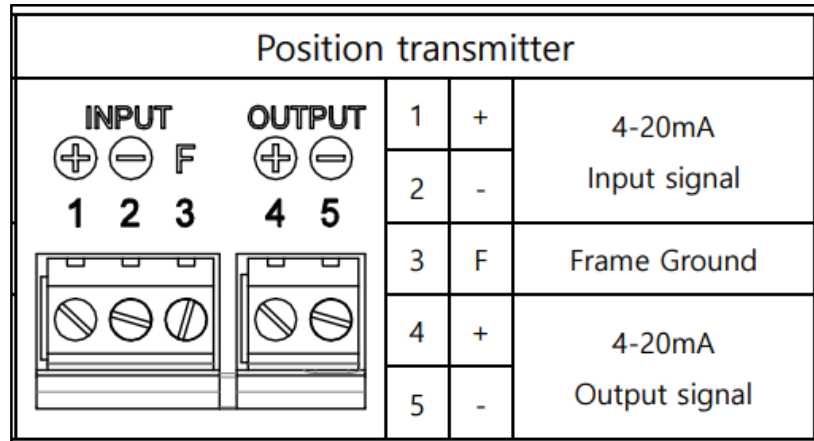 Position transmitter
INPUT OUTPUT
+ - F + -
1 2 3 4 5
1 + 4-20mA
2 - Input signal
3 F Frame Ground
4 + 4-20mA
5 - Output signal